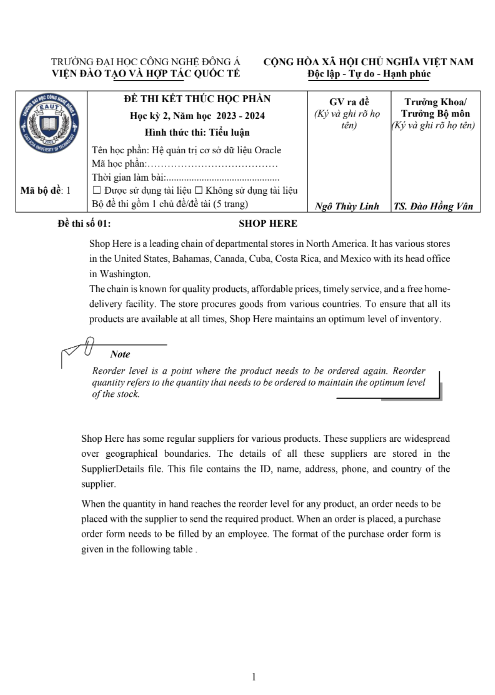 TRƯỜNG ĐẠI HỌC CÔNG NGHỆ ĐÔNG Á
VIỆN ĐÀO TẠO VÀ HỢP TÁC QUỐC TẾ
CỘNG HÒA XÃ HỘI CHỦ NGHĨA VIỆT NAM
Độc lập - Tự do - Hạnh phúc
Mã bộ đề: 1
ĐỀ THI KẾT THÚC HỌC PHẦN
Học kỳ 2, Năm học 2023 - 2024
Hình thức thi: Tiểu luận
Tên học phần: Hệ quản trị cơ sở dữ liệu Oracle
Mã học phần:…………………………………
Thời gian làm bài:............................................
☐ Được sử dụng tài liệu ☐ Không sử dụng tài liệu
Bộ đề thi gồm 1 chủ đề/đề tài (5 trang)
GV ra đề
(Ký và ghi rõ họ
tên)
Ngô Thùy Linh
Trưởng Khoa/
Trưởng Bộ môn
(Ký và ghi rõ họ tên)
TS. Đào Hồng Vân
Đề thi số 01: SHOP HERE
Shop Here is a leading chain of departmental stores in North America. It has various stores
in the United States, Bahamas, Canada, Cuba, Costa Rica, and Mexico with its head office
in Washington.
The chain is known for quality products, affordable prices, timely service, and a free home-
delivery facility. The store procures goods from various countries. To ensure that all its
products are available at all times, Shop Here maintains an optimum level of inventory.
Note
Reorder level is a point where the product needs to be ordered again. Reorder
quantity refers to the quantity that needs to be ordered to maintain the optimum level
of the stock.
Shop Here has some regular suppliers for various products. These suppliers are widespread
over geographical boundaries. The details of all these suppliers are stored in the
SupplierDetails file. This file contains the ID, name, address, phone, and country of the
supplier.
When the quantity in hand reaches the reorder level for any product, an order needs to be
placed with the supplier to send the required product. When an order is placed, a purchase
order form needs to be filled by an employee. The format of the purchase order form is
given in the following table .
1